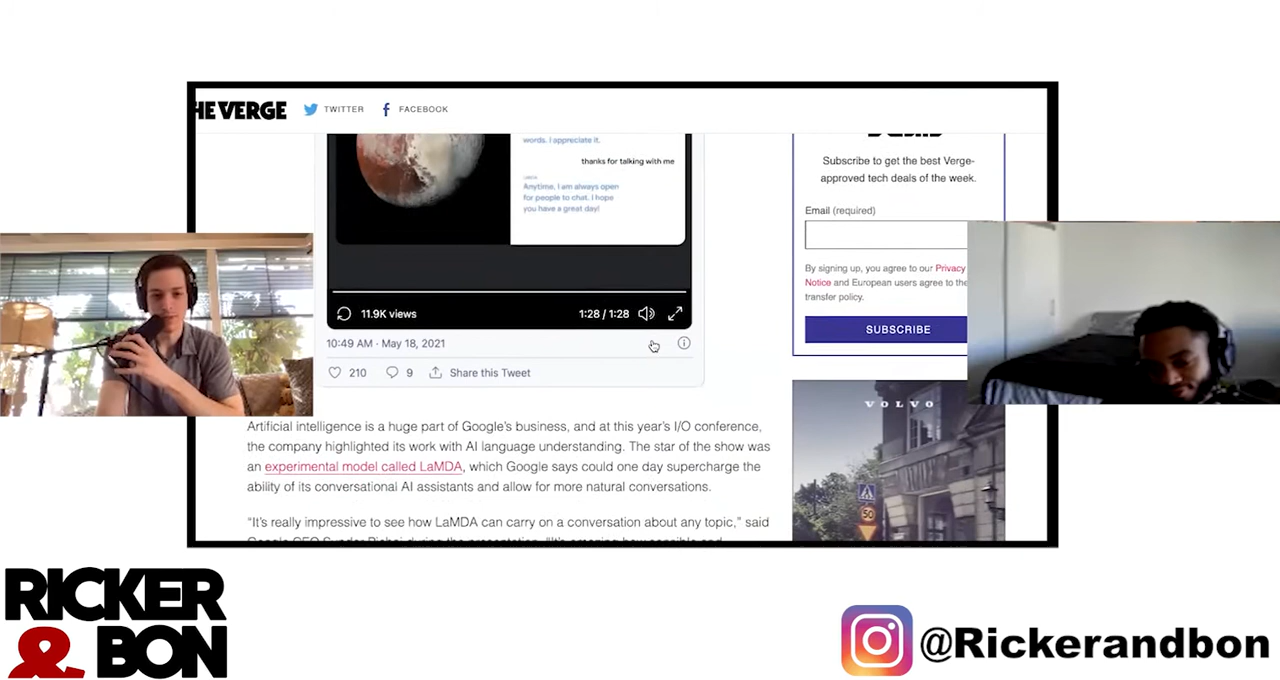 THE VERGE
TWITTER
FACEBOOK
words. I appreciate it.
thanks for talking with me
Anytime, I am always open
for people to chat. I hope
you have a great day!
11.9K views
1:28 / 1:28
10:49 AM · May 18, 2021
210
9
Share this Tweet
Subscribe to get the best Verge-
approved tech deals of the week.
Email (required)
By signing up, you agree to our Privacy
Notice and European users agree to the
transfer policy.
SUBSCRIBE
VOLVO
50
Artificial intelligence is a huge part of Google's business, and at this year's I/O conference,
the company highlighted its work with AI language understanding. The star of the show was
an experimental model called LaMDA, which Google says could one day supercharge the
ability of its conversational AI assistants and allow for more natural conversations.
"It's really impressive to see how LaMDA can carry on a conversation about any topic," said
RICKER
& BON
@Rickerandbon